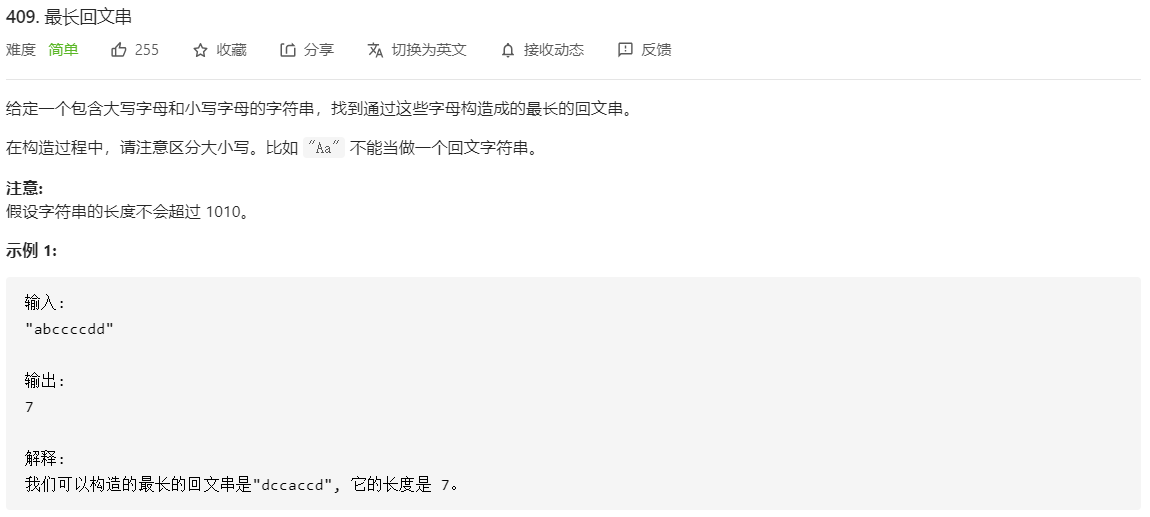 409. 最长回文串
难度 简单 255 收藏 分享 切换为英文 接收动态 反馈
给定一个包含大写字母和小写字母的字符串，找到通过这些字母构造成的最长的回文串。
在构造过程中，请注意区分大小写。比如 "Aa" 不能当做一个回文字符串。
注意:
假设字符串的长度不会超过 1010。
示例 1:
输入:
"abccccdd"
输出:
7
解释:
我们可以构造的最长的回文串是"dccaccd", 它的长度是 7。